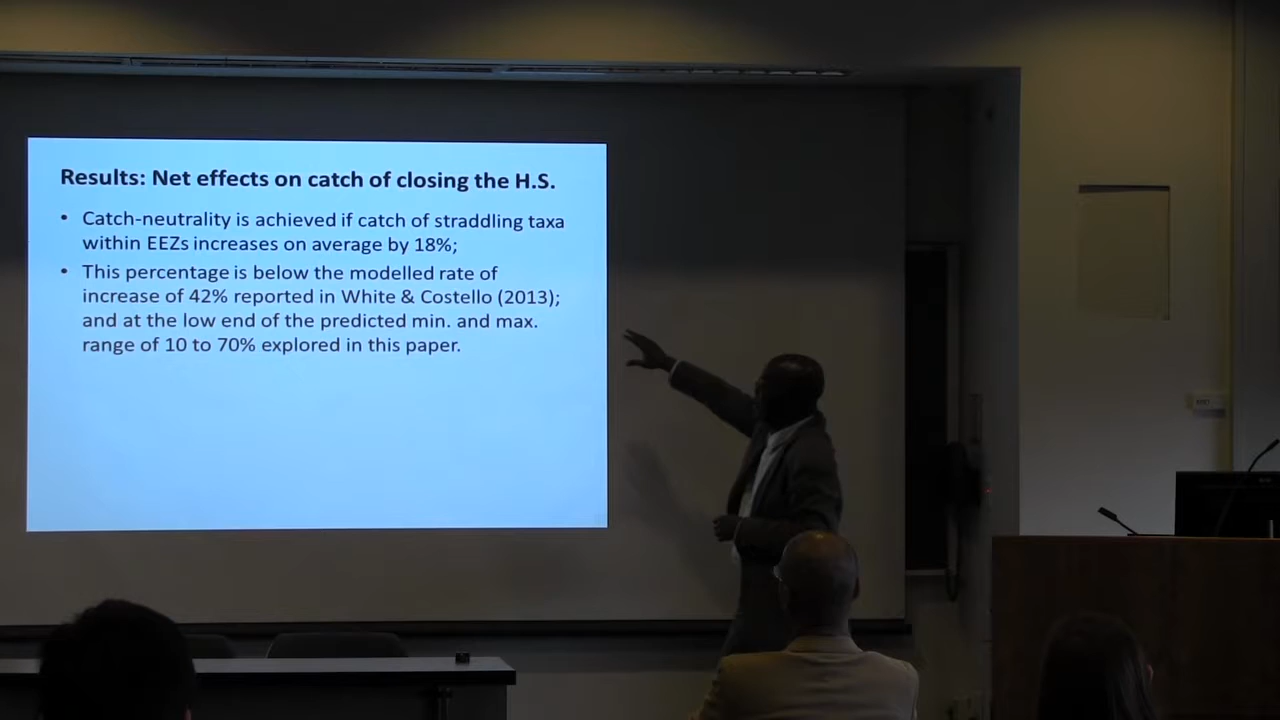 Results: Net effects on catch of closing the H.S.
• Catch-neutrality is achieved if catch of straddling taxa
within EEZs increases on average by 18%;
• This percentage is below the modelled rate of
increase of 42% reported in White & Costello (2013);
and at the low end of the predicted min. and max.
range of 10 to 70% explored in this paper.